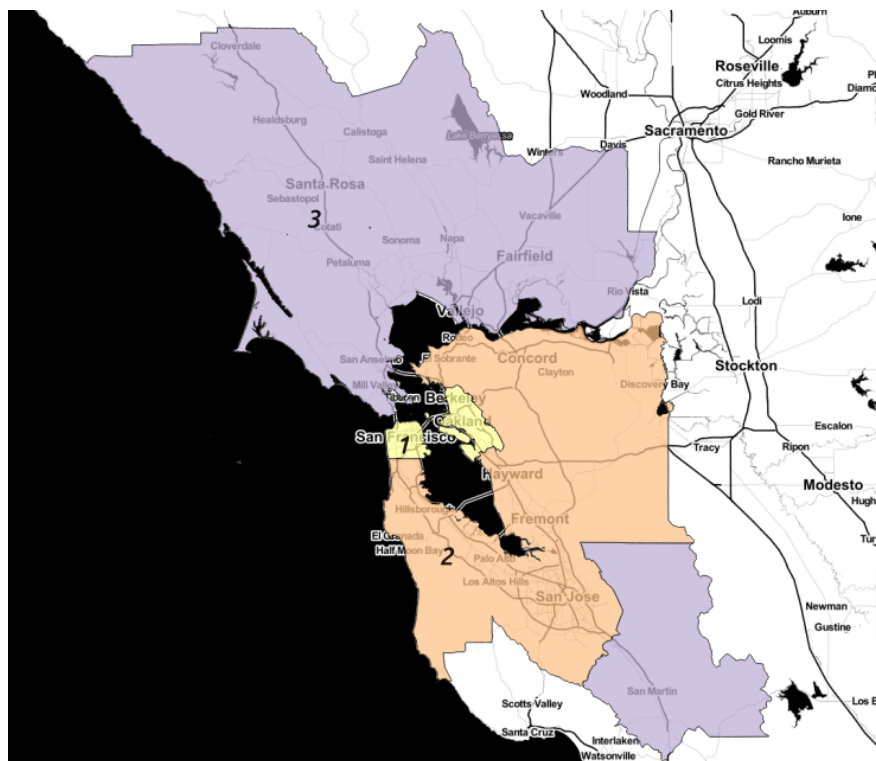 Auburn
Cloverdale
Loomis
Roseville
Citrus Heights
Woodland
Diamo
Gold River
Healdsburg
Calistoga
Sacramento
Lake Berryessa
Davis
Winters
Saint Helena
Rancho Murieta
Santa Rosa
Sebastopol
3
Cotati
Vacaville
Ione
Sonoma
Napa
Petaluma
Fairfield
Rio Vista
Lodi
Vallejo
Rodeo
San Anselmo
El Sobrante
Concord
Clayton
Stockton
Mill Valley
Tiburon
Berkeley
Discovery Bay
Oakland
San Francisco
1
Escalon
Tracy
Ripon
Hayward
Modesto
Hugh
Hillsborough
Fremont
El Granada
Half Moon Bay
2
Palo Alto
Los Altos Hills
San Jose
Newman
Gustine
San Martin
Scotts Valley
Los B
Santa Cruz
Interlaken
Watsonville